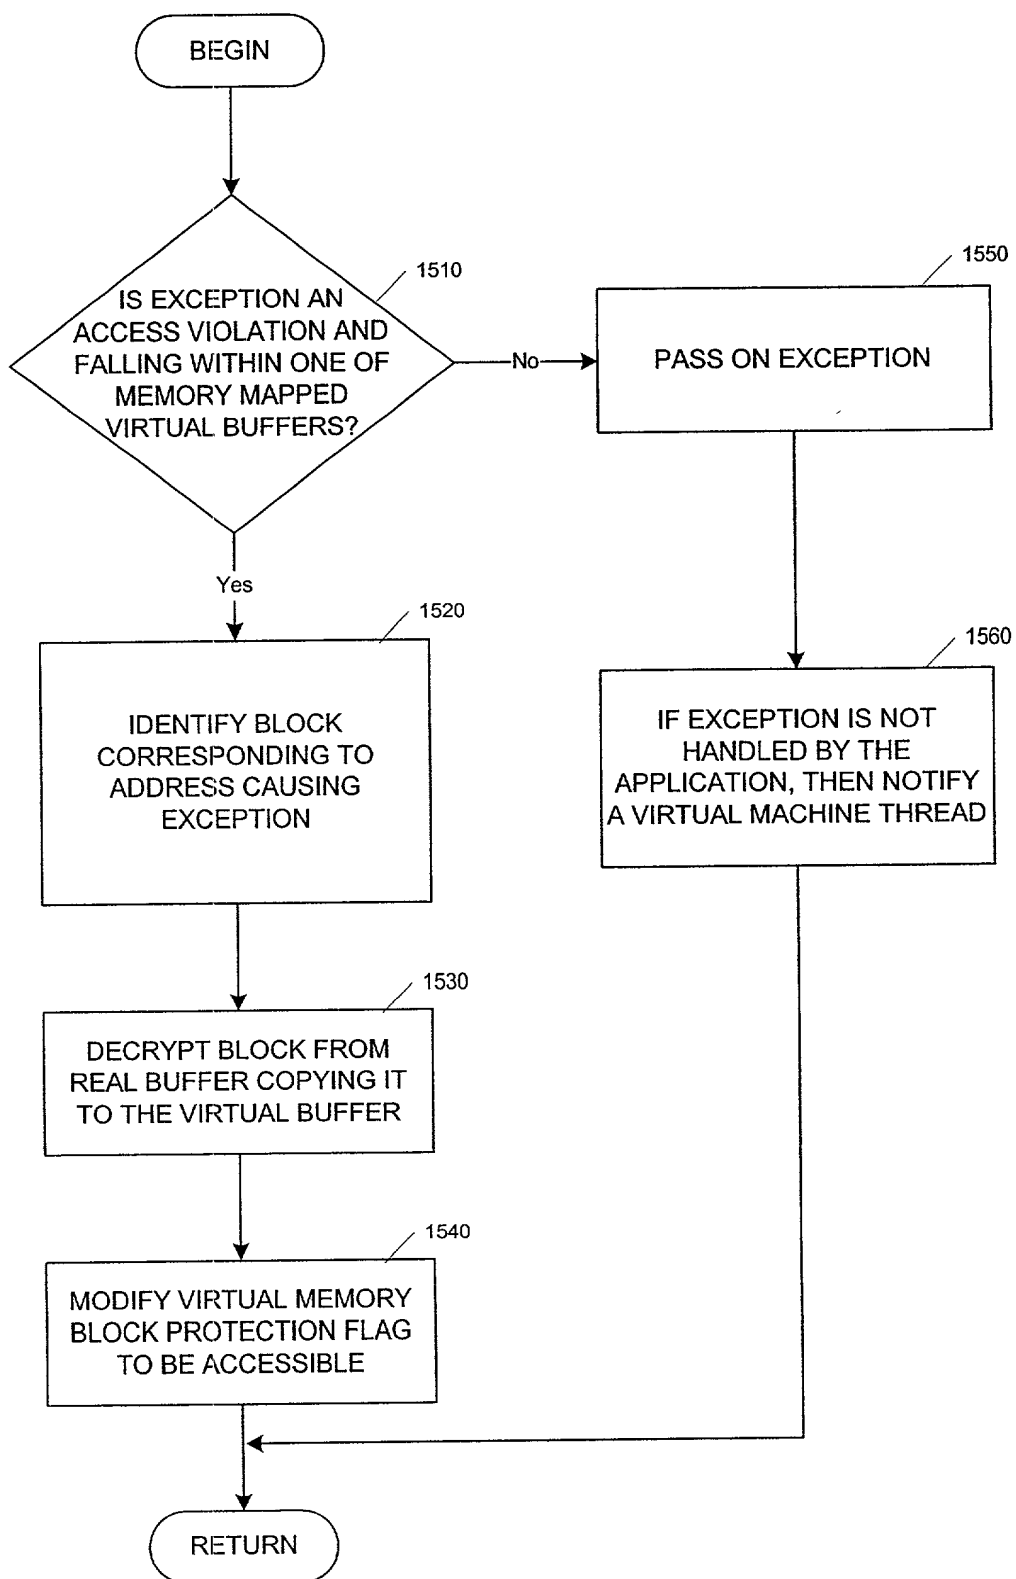 BEGIN
1510
IS EXCEPTION AN
ACCESS VIOLATION AND
FALLING WITHIN ONE OF
MEMORY MAPPED
VIRTUAL BUFFERS?
No
1550
PASS ON EXCEPTION
Yes
1520
IDENTIFY BLOCK
CORRESPONDING TO
ADDRESS CAUSING
EXCEPTION
1560
IF EXCEPTION IS NOT
HANDLED BY THE
APPLICATION, THEN NOTIFY
A VIRTUAL MACHINE THREAD
1530
DECRYPT BLOCK FROM
REAL BUFFER COPYING IT
TO THE VIRTUAL BUFFER
1540
MODIFY VIRTUAL MEMORY
BLOCK PROTECTION FLAG
TO BE ACCESSIBLE
RETURN